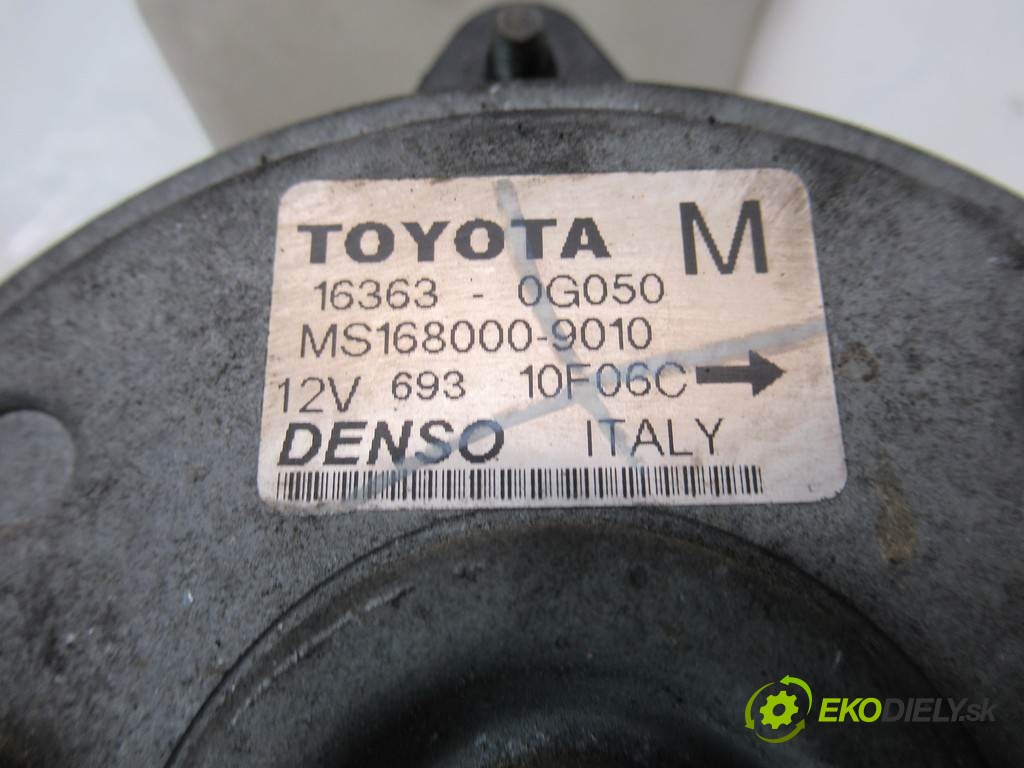 TOYOTA M
16363 - 0G050
MS168000-9010
12V 693 10F06C
DENSO ITALY
EKODIELY.sk